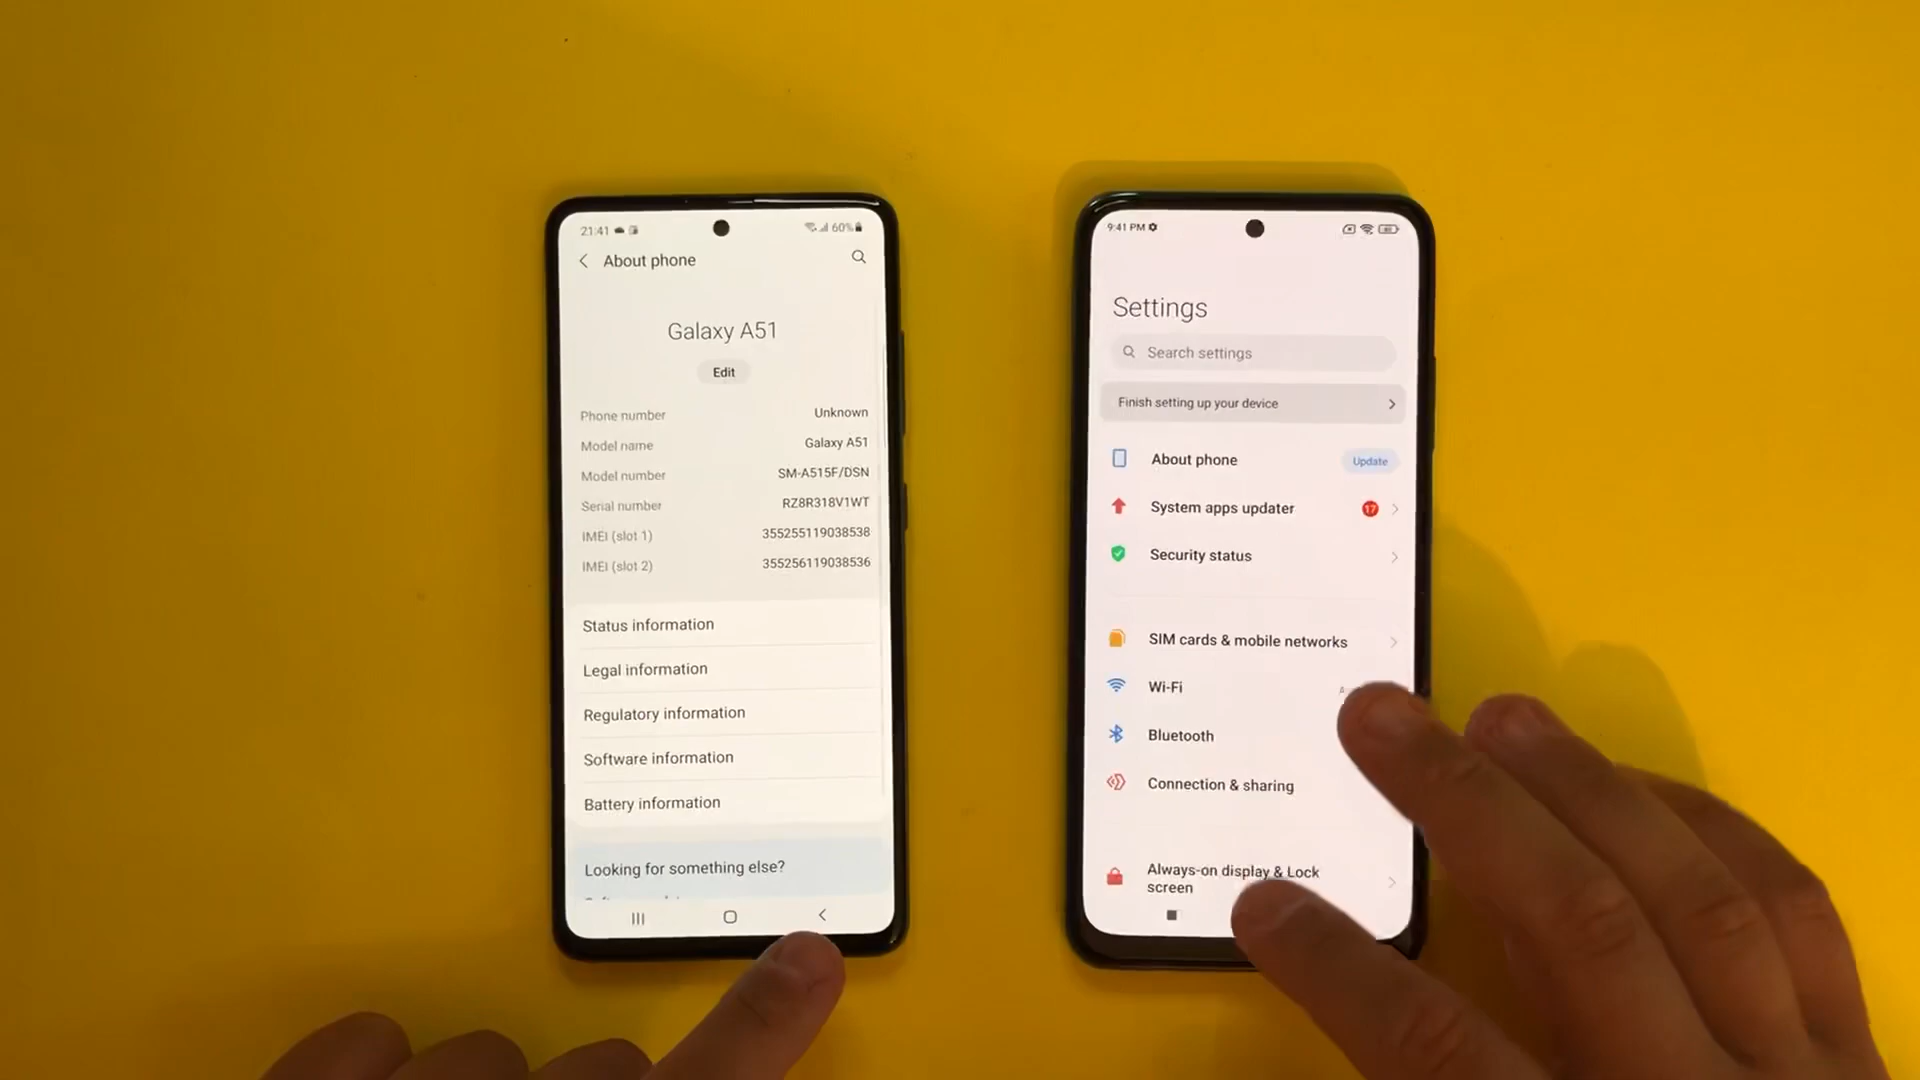 21:41
60%
About phone
Galaxy A51
Edit
Phone number Unknown
Model name Galaxy A51
Model number SM-A515F/DSN
Serial number RZ8R318V1WT
IMEI (slot 1) 355255119038538
IMEI (slot 2) 355256119038536
Status information
Legal information
Regulatory information
Software information
Battery information
Looking for something else?
9:41 PM
Settings
Search settings
Finish setting up your device
About phone Update
System apps updater 17
Security status
SIM cards & mobile networks
Wi-Fi
Bluetooth
Connection & sharing
Always-on display & Lock
screen